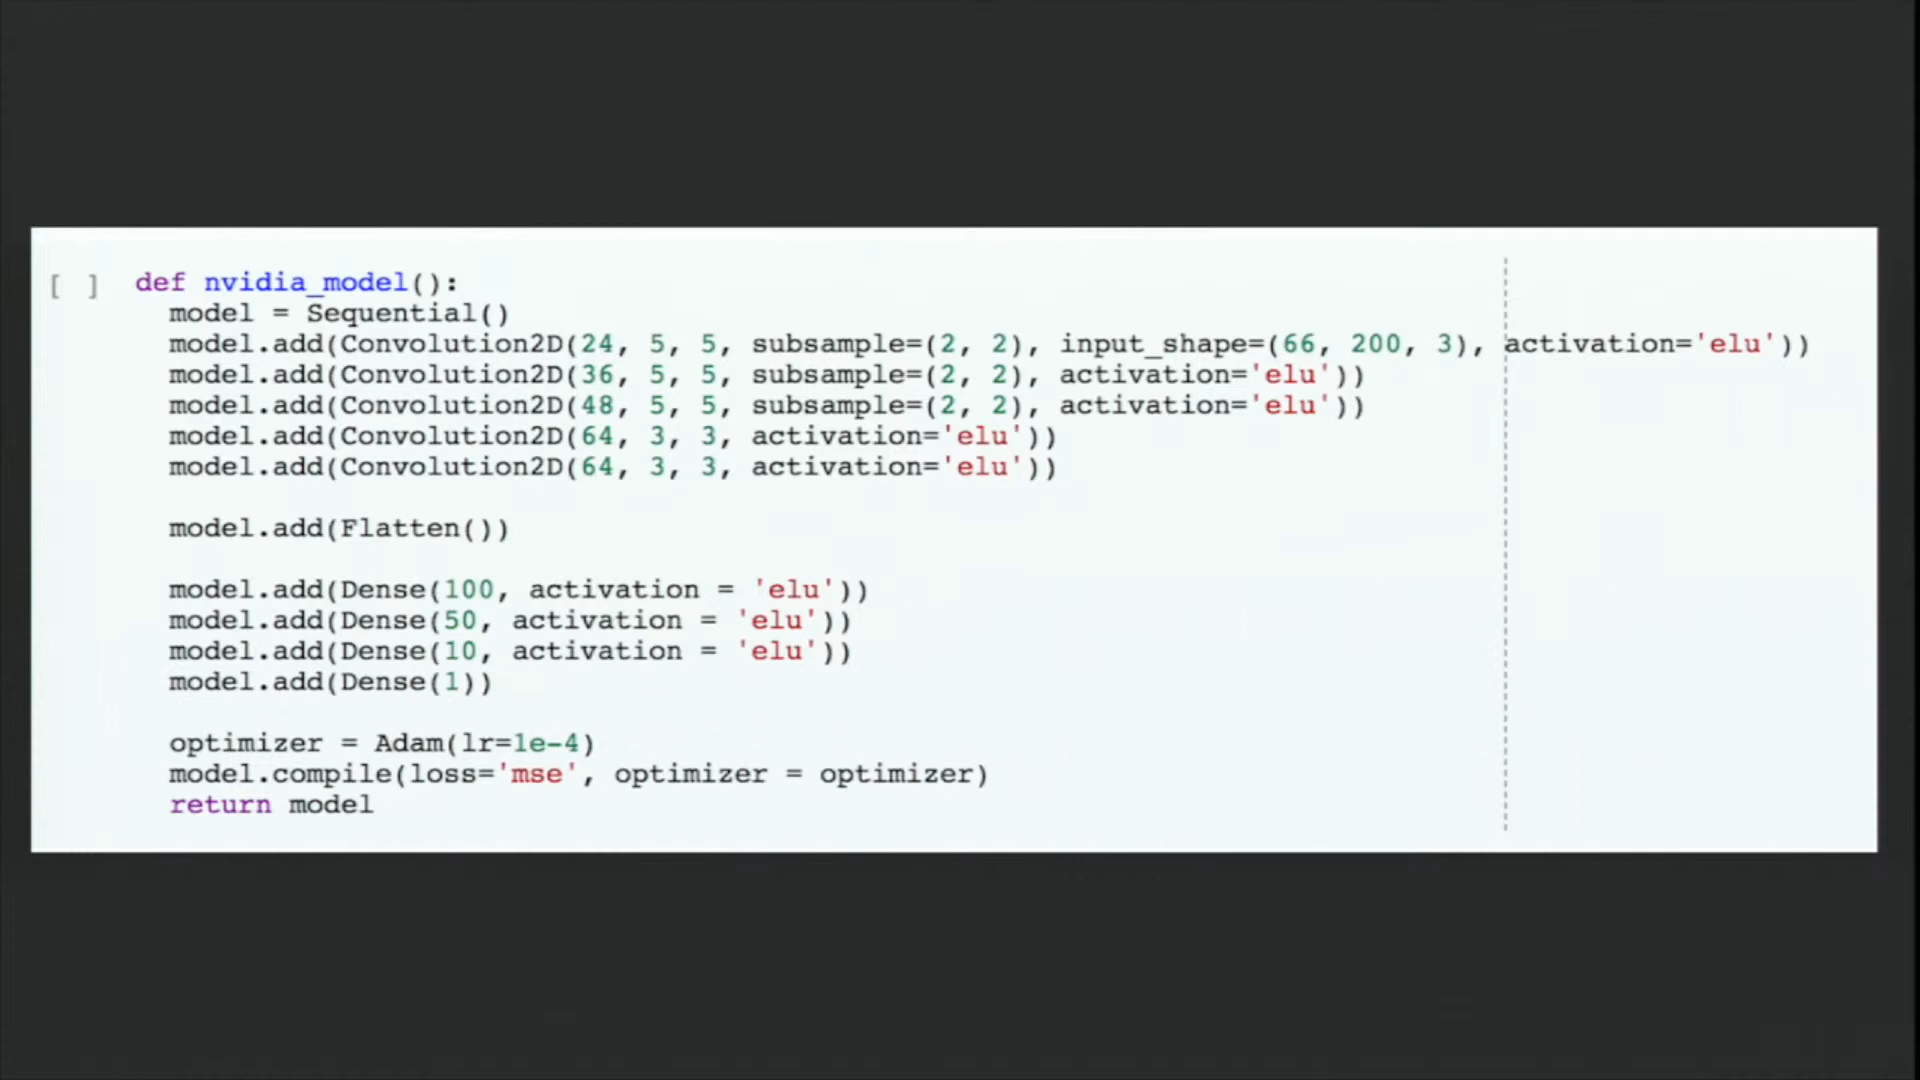 [ ] def nvidia_model():
model = Sequential()
model.add(Convolution2D(24, 5, 5, subsample=(2, 2), input_shape=(66, 200, 3), activation='elu'))
model.add(Convolution2D(36, 5, 5, subsample=(2, 2), activation='elu'))
model.add(Convolution2D(48, 5, 5, subsample=(2, 2), activation='elu'))
model.add(Convolution2D(64, 3, 3, activation='elu'))
model.add(Convolution2D(64, 3, 3, activation='elu'))
model.add(Flatten())
model.add(Dense(100, activation = 'elu'))
model.add(Dense(50, activation = 'elu'))
model.add(Dense(10, activation = 'elu'))
model.add(Dense(1))
optimizer = Adam(lr=1e-4)
model.compile(loss='mse', optimizer = optimizer)
return model